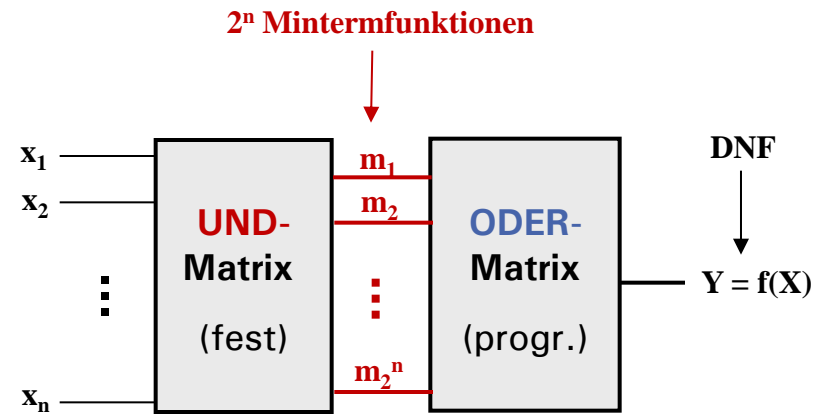 2ⁿ Mintermfunktionen
x₁
x₂
xₙ
UND-
Matrix
(fest)
m₁
m₂
m₂ⁿ
ODER-
Matrix
(progr.)
DNF
Y = f(X)